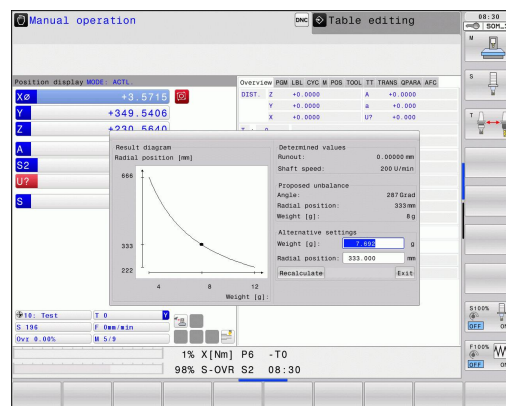 Manual operation
DNC
Table editing
08:30
SOM_
Position display MODE: ACTL.
Overview PGM LBL CYC M POS TOOL TT TRANS QPARA AFC
XØ +3.5715
Y +349.5406
Z +230.5640
A
S2
U?
S
DIST. Z +0.0000 A +0.000
Y +0.0000 a +0.000
X +0.0000 U? +0.000
Result diagram
Radial position [mm]
666
333
222
4 8 12
Weight [g]:
Determined values
Runout: 0.00000 mm
Shaft speed: 200 U/min
Proposed unbalance
Angle: 287 Grad
Radial position: 333 mm
Weight [g]: 8 g
Alternative settings
Weight [g]: 7.692 g
Radial position: 333.000 mm
Recalculate Exit
10: Test T 0 Y
S 196 F 0mm/min
Ovr 0.00% M 5/9
1% X[Nm] P6 -T0
98% S-OVR S2 08:30
M
S
T
S100%
OFF
F100%
OFF